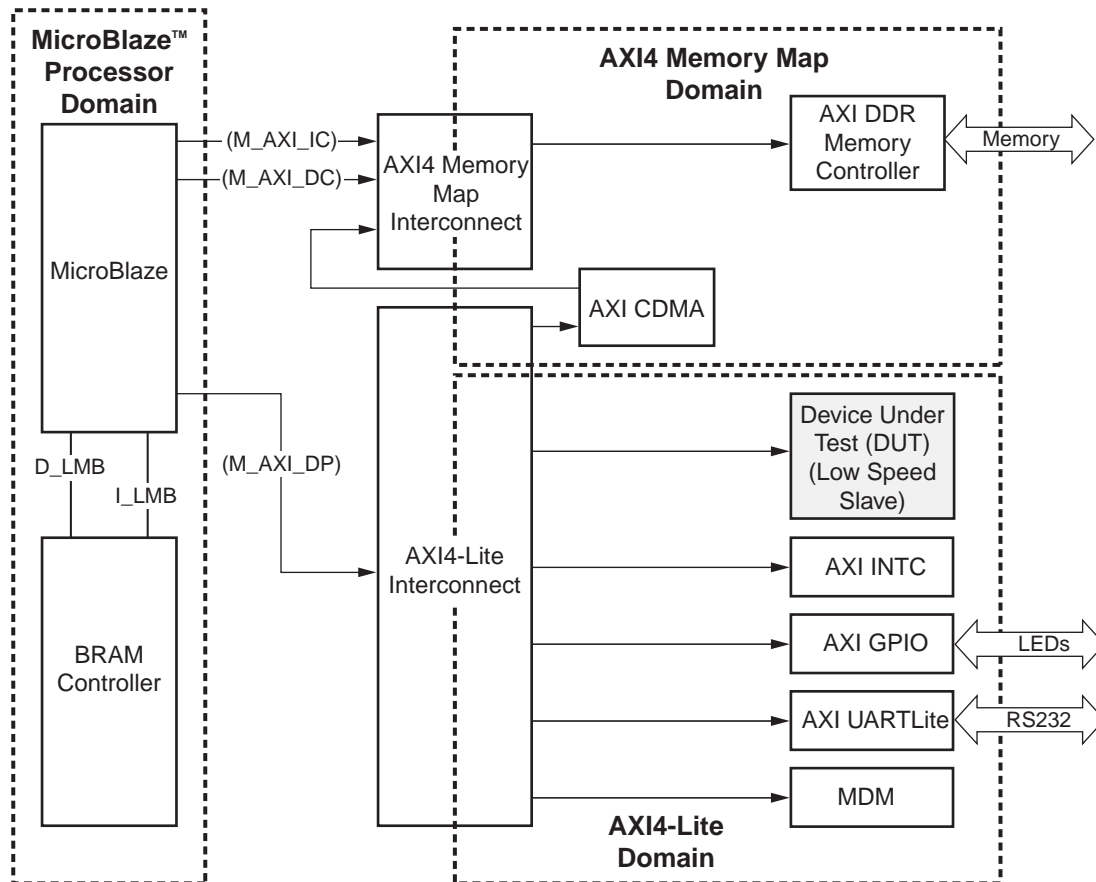 MicroBlaze™
Processor
Domain
AXI4 Memory Map
Domain
MicroBlaze
(M_AXI_IC)
(M_AXI_DC)
AXI4 Memory
Map
Interconnect
AXI DDR
Memory
Controller
Memory
AXI CDMA
D_LMB
I_LMB
(M_AXI_DP)
AXI4-Lite
Interconnect
Device Under
Test (DUT)
(Low Speed
Slave)
AXI INTC
BRAM
Controller
AXI GPIO
LEDs
AXI UARTLite
RS232
MDM
AXI4-Lite
Domain